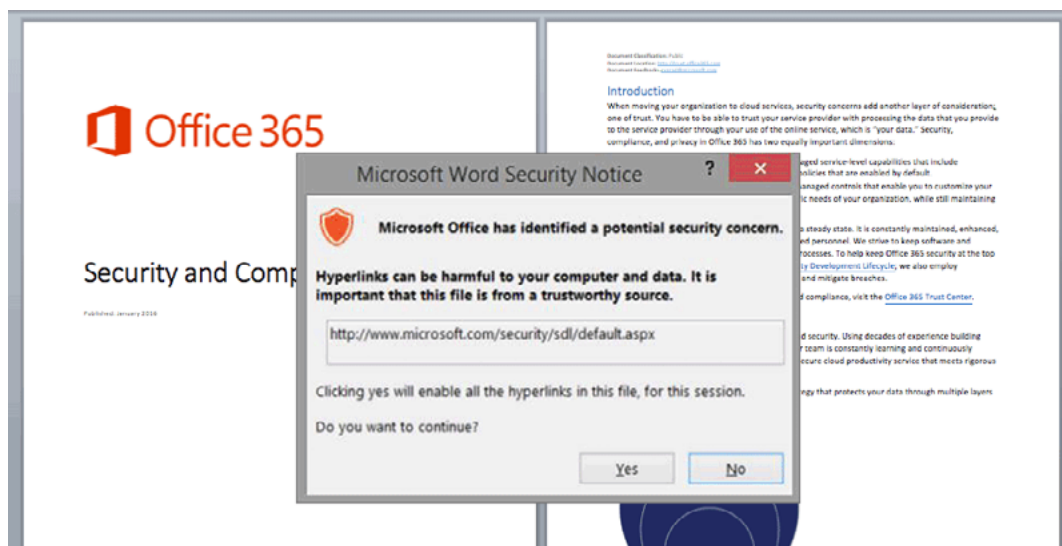 Office 365
Security and Comp
Published: January 2016
Document Classification: Public
Document Location:
Document Feedback:
Introduction
When moving your organization to cloud services, security concerns add another layer of consideration;
one of trust. You have to be able to trust your service provider with processing the data that you provide
to the service provider through your use of the online service, which is "your data." Security,
compliance, and privacy in Office 365 has two equally important dimensions.
aged service-level capabilities that include
policies that are enabled by default
anaged controls that enable you to customize your
ic needs of your organization, while still maintaining
a steady state. It is constantly maintained, enhanced,
ed personnel. We strive to keep software and
rocesses. To help keep Office 365 security at the top
ty Development Lifecycle, we also employ
and mitigate breaches.
d compliance, visit the Office 365 Trust Center.
d security. Using decades of experience building
r team is constantly learning and continuously
ecure cloud productivity service that meets rigorous
egy that protects your data through multiple layers
Microsoft Word Security Notice ?
Microsoft Office has identified a potential security concern.
Hyperlinks can be harmful to your computer and data. It is
important that this file is from a trustworthy source.
http://www.microsoft.com/security/sdl/default.aspx
Clicking yes will enable all the hyperlinks in this file, for this session.
Do you want to continue?
Yes No